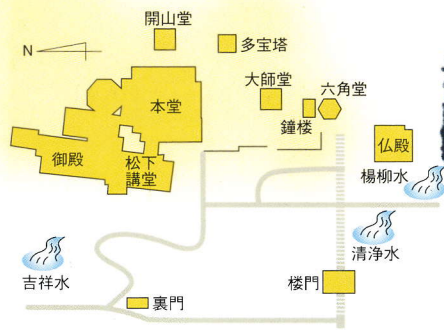 開山堂
多宝塔
N
大師堂
六角堂
本堂
鐘楼
仏殿
御殿
松下
講堂
楊柳水
清浄水
吉祥水
楼門
裏門